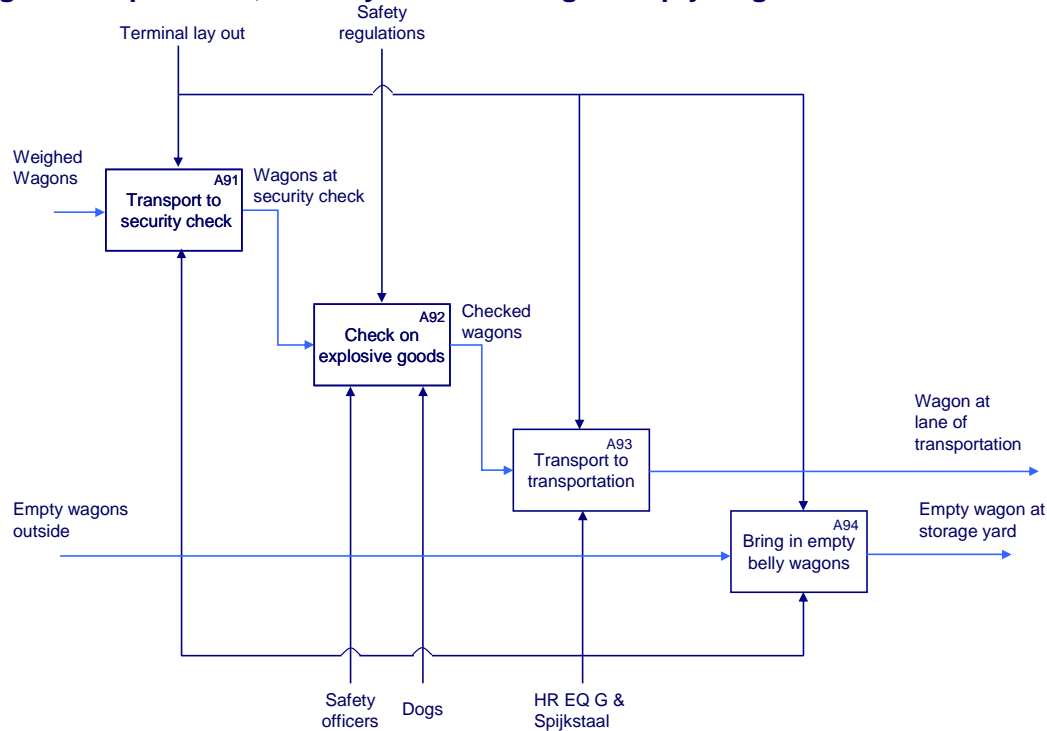 Safety
regulations
Terminal lay out
Weighed
Wagons
A91
Transport to
security check
Wagons at
security check
A92
Check on
explosive goods
Checked
wagons
A93
Transport to
transportation
Wagon at
lane of
transportation
Empty wagons
outside
A94
Bring in empty
belly wagons
Empty wagon at
storage yard
Safety
officers
Dogs
HR EQ G &
Spijkstaal